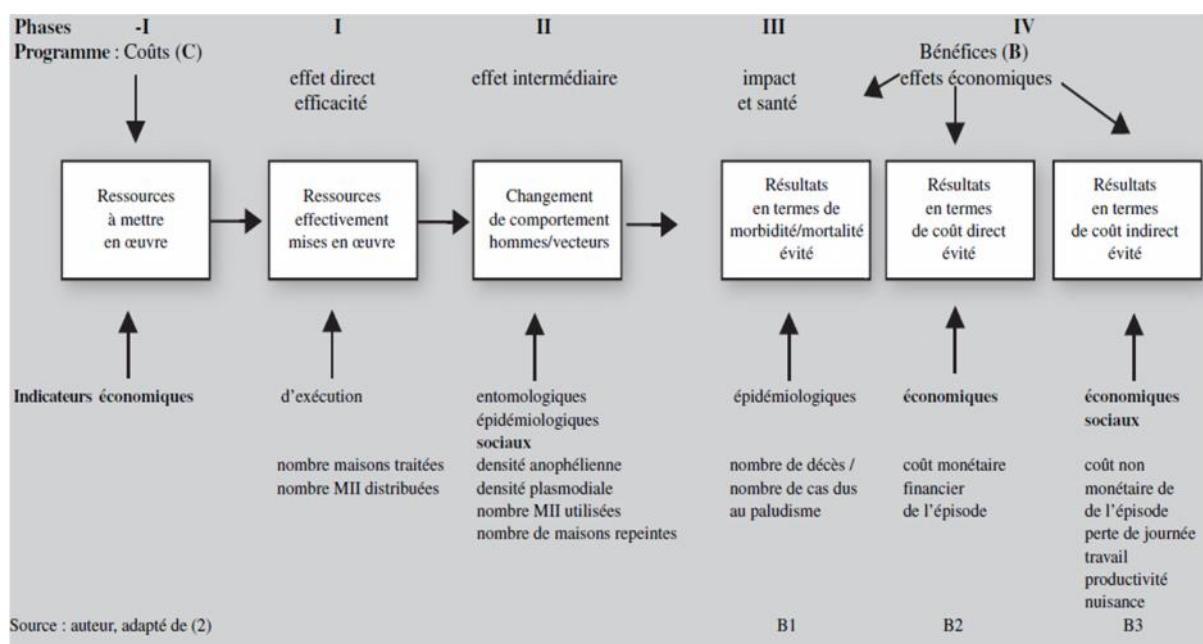 Phases -I I II III IV
Programme : Coûts (C) Bénéfices (B)
effet direct effet intermédiaire impact effets économiques
efficacité et santé
Ressources
à mettre
en œuvre
Ressources
effectivement
mises en œuvre
Changement
de comportement
hommes/vecteurs
Résultats
en termes de
morbidité/mortalité
évité
Résultats
en termes
de coût direct
évité
Résultats
en termes
de coût indirect
évité
Indicateurs économiques
d'exécution
nombre maisons traitées
nombre MII distribuées
entomologiques
épidémiologiques
sociaux
densité anophélienne
densité plasmodiale
nombre MII utilisées
nombre de maisons repeintes
épidémiologiques
nombre de décès /
nombre de cas dus
au paludisme
économiques
coût monétaire
financier
de l'épisode
économiques
sociaux
coût non
monétaire de
de l'épisode
perte de journée
travail
productivité
nuisance
Source : auteur, adapté de (2) B1 B2 B3